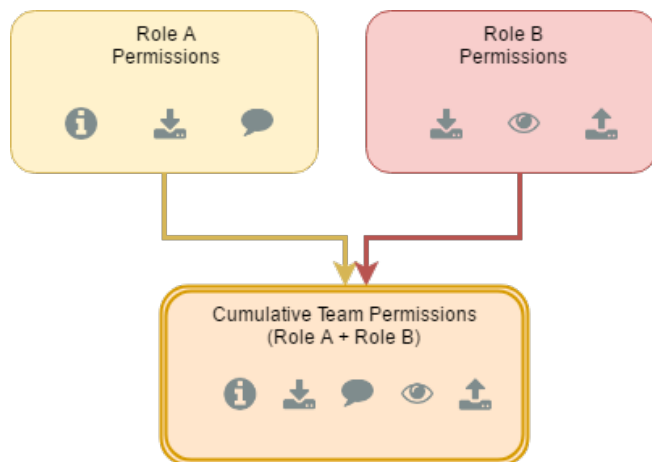 Role A
Permissions
Role B
Permissions
Cumulative Team Permissions
(Role A + Role B)